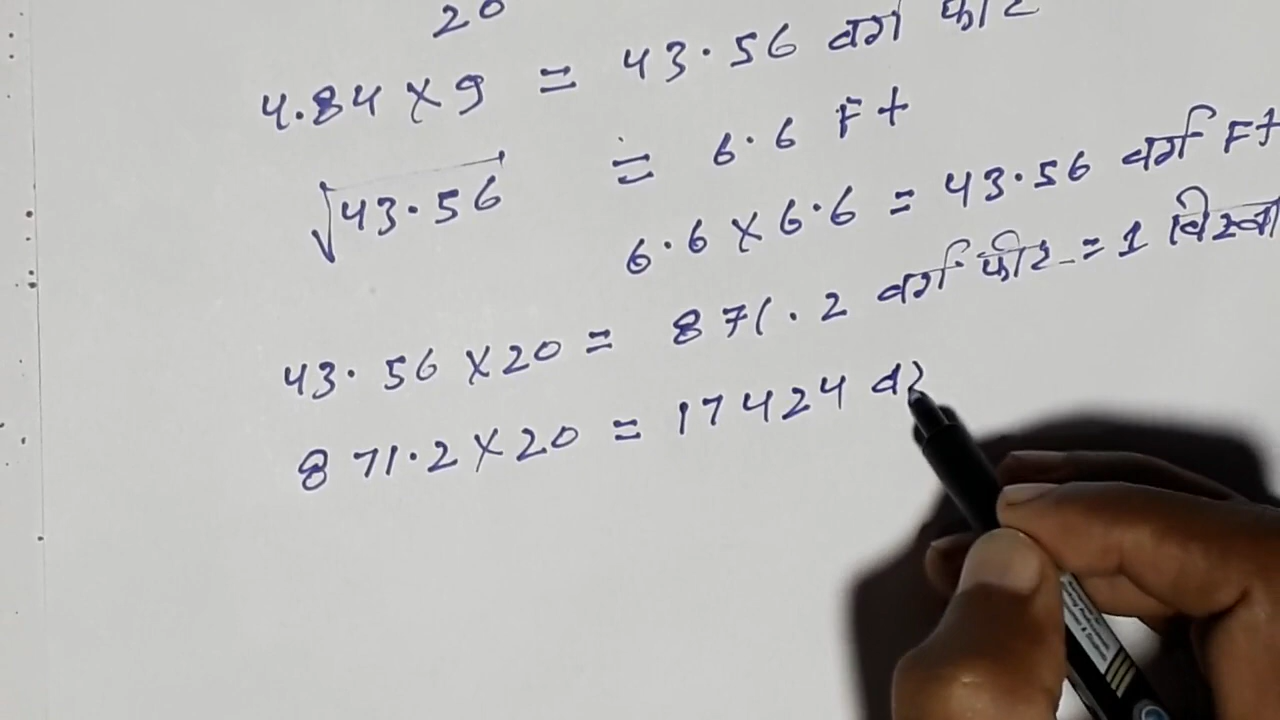 20
4.84 × 9 = 43.56 वर्ग फीट
√43.56 = 6.6 Ft
6.6 × 6.6 = 43.56 वर्ग Ft
43.56 × 20 = 871.2 वर्ग फीट = 1 विस्वा
871.2 × 20 = 17424 व